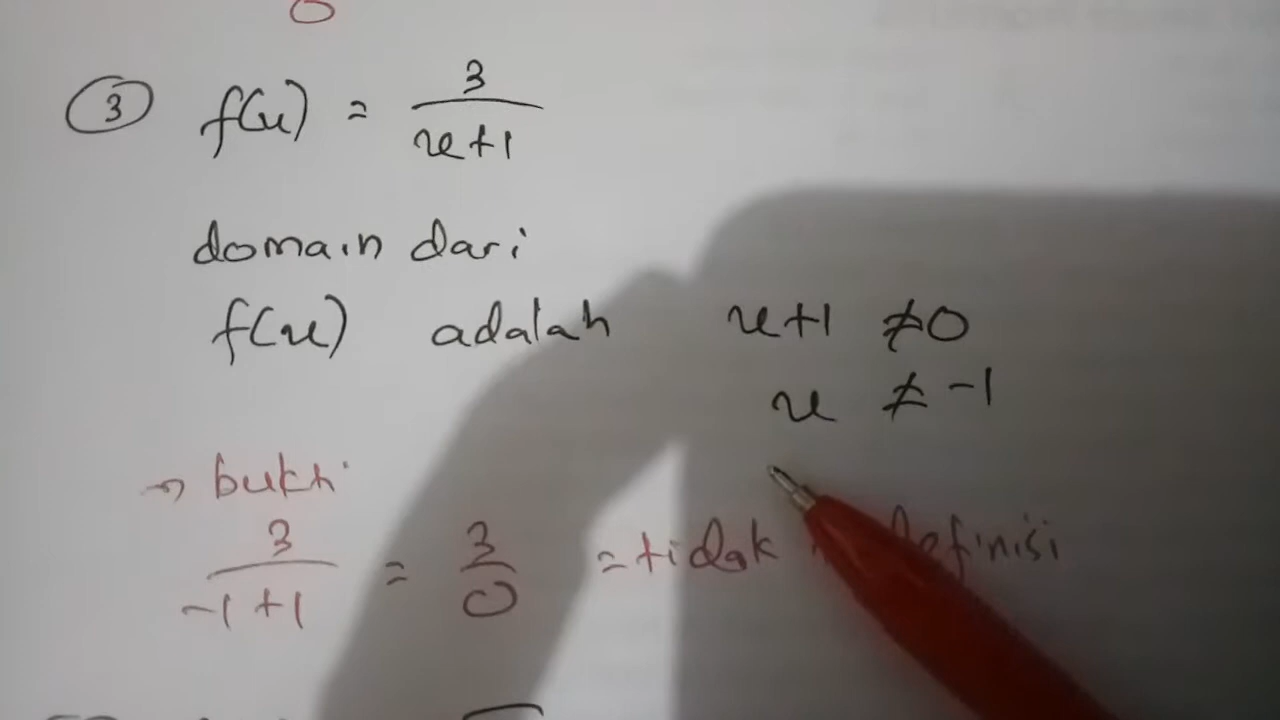 ③ f(x) = 3/(x+1)
domain dari
f(x) adalah x+1 ≠0
x ≠ -1
→ bukti
3/(-1+1) = 3/0 = tidak